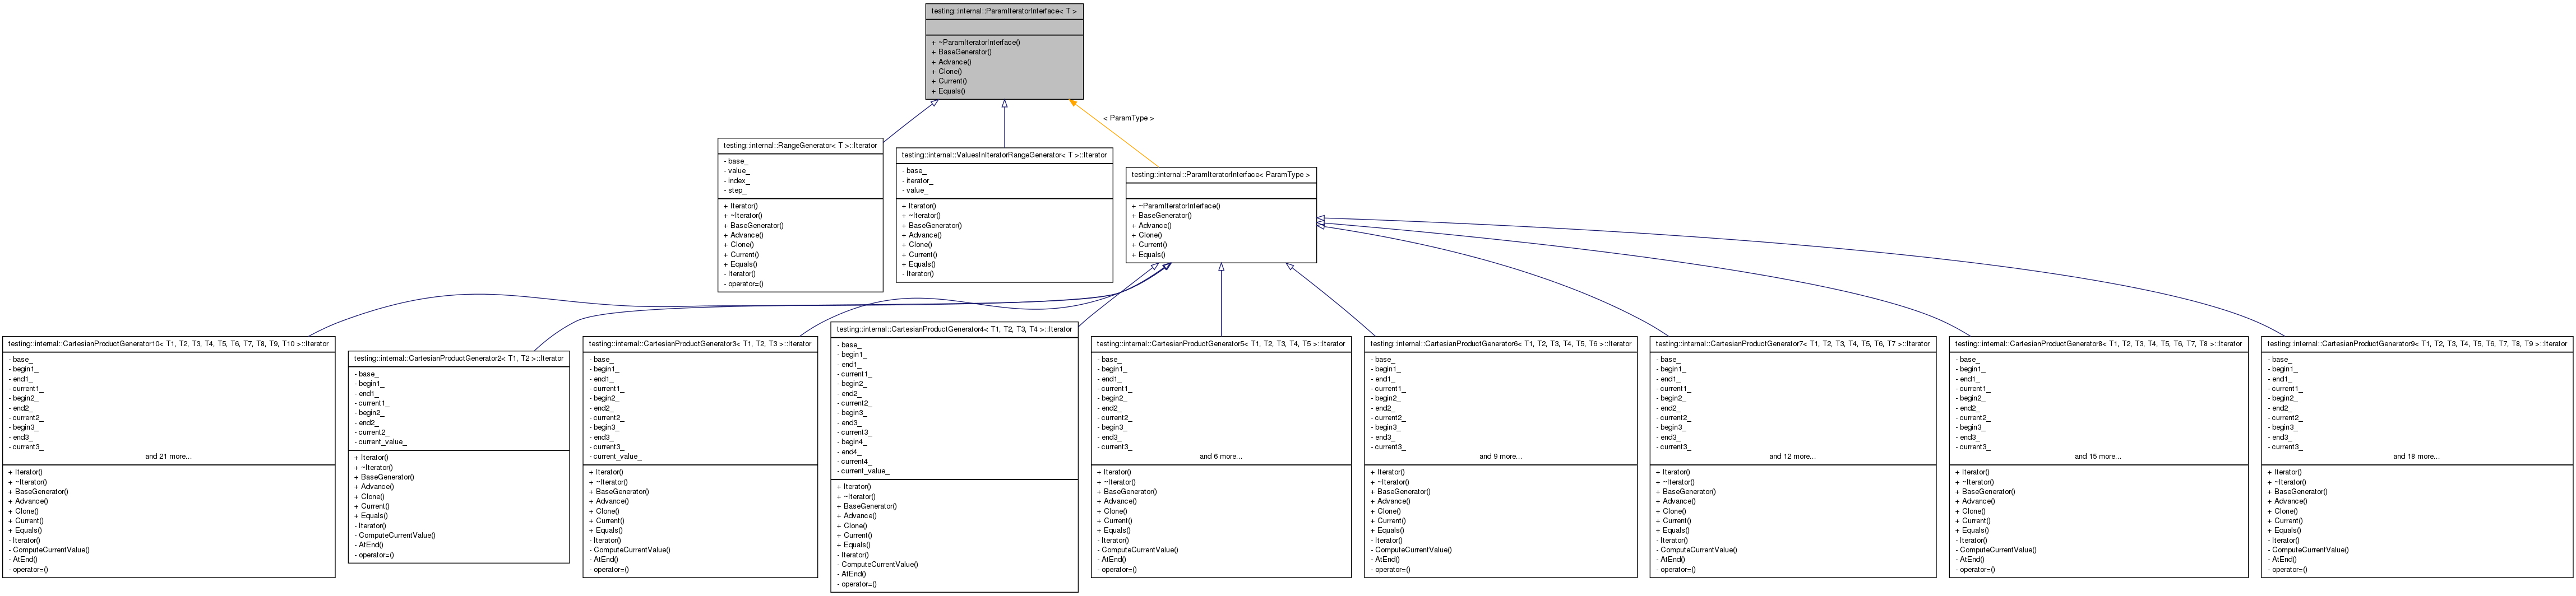 testing::internal::ParamIteratorInterface< T >
+ ~ParamIteratorInterface()
+ BaseGenerator()
+ Advance()
+ Clone()
+ Current()
+ Equals()
< ParamType >
testing::internal::RangeGenerator< T >::Iterator
- base_
- value_
- index_
- step_
+ Iterator()
+ ~Iterator()
+ BaseGenerator()
+ Advance()
+ Clone()
+ Current()
+ Equals()
- Iterator()
- operator=()
testing::internal::ValuesInIteratorRangeGenerator< T >::Iterator
- base_
- iterator_
- value_
+ Iterator()
+ ~Iterator()
+ BaseGenerator()
+ Advance()
+ Clone()
+ Current()
+ Equals()
- Iterator()
testing::internal::ParamIteratorInterface< ParamType >
+ ~ParamIteratorInterface()
+ BaseGenerator()
+ Advance()
+ Clone()
+ Current()
+ Equals()
testing::internal::CartesianProductGenerator10< T1, T2, T3, T4, T5, T6, T7, T8, T9, T10 >::Iterator
- base_
- begin1_
- end1_
- current1_
- begin2_
- end2_
- current2_
- begin3_
- end3_
- current3_
and 21 more...
+ Iterator()
+ ~Iterator()
+ BaseGenerator()
+ Advance()
+ Clone()
+ Current()
+ Equals()
- Iterator()
- ComputeCurrentValue()
- AtEnd()
- operator=()
testing::internal::CartesianProductGenerator2< T1, T2 >::Iterator
- base_
- begin1_
- end1_
- current1_
- begin2_
- end2_
- current2_
- current_value_
+ Iterator()
+ ~Iterator()
+ BaseGenerator()
+ Advance()
+ Clone()
+ Current()
+ Equals()
- Iterator()
- ComputeCurrentValue()
- AtEnd()
- operator=()
testing::internal::CartesianProductGenerator3< T1, T2, T3 >::Iterator
- base_
- begin1_
- end1_
- current1_
- begin2_
- end2_
- current2_
- begin3_
- end3_
- current3_
- current_value_
+ Iterator()
+ ~Iterator()
+ BaseGenerator()
+ Advance()
+ Clone()
+ Current()
+ Equals()
- Iterator()
- ComputeCurrentValue()
- AtEnd()
- operator=()
testing::internal::CartesianProductGenerator4< T1, T2, T3, T4 >::Iterator
- base_
- begin1_
- end1_
- current1_
- begin2_
- end2_
- current2_
- begin3_
- end3_
- current3_
- begin4_
- end4_
- current4_
- current_value_
+ Iterator()
+ ~Iterator()
+ BaseGenerator()
+ Advance()
+ Clone()
+ Current()
+ Equals()
- Iterator()
- ComputeCurrentValue()
- AtEnd()
- operator=()
testing::internal::CartesianProductGenerator5< T1, T2, T3, T4, T5 >::Iterator
- base_
- begin1_
- end1_
- current1_
- begin2_
- end2_
- current2_
- begin3_
- end3_
- current3_
and 6 more...
+ Iterator()
+ ~Iterator()
+ BaseGenerator()
+ Advance()
+ Clone()
+ Current()
+ Equals()
- Iterator()
- ComputeCurrentValue()
- AtEnd()
- operator=()
testing::internal::CartesianProductGenerator6< T1, T2, T3, T4, T5, T6 >::Iterator
- base_
- begin1_
- end1_
- current1_
- begin2_
- end2_
- current2_
- begin3_
- end3_
- current3_
and 9 more...
+ Iterator()
+ ~Iterator()
+ BaseGenerator()
+ Advance()
+ Clone()
+ Current()
+ Equals()
- Iterator()
- ComputeCurrentValue()
- AtEnd()
- operator=()
testing::internal::CartesianProductGenerator7< T1, T2, T3, T4, T5, T6, T7 >::Iterator
- base_
- begin1_
- end1_
- current1_
- begin2_
- end2_
- current2_
- begin3_
- end3_
- current3_
and 12 more...
+ Iterator()
+ ~Iterator()
+ BaseGenerator()
+ Advance()
+ Clone()
+ Current()
+ Equals()
- Iterator()
- ComputeCurrentValue()
- AtEnd()
- operator=()
testing::internal::CartesianProductGenerator8< T1, T2, T3, T4, T5, T6, T7, T8 >::Iterator
- base_
- begin1_
- end1_
- current1_
- begin2_
- end2_
- current2_
- begin3_
- end3_
- current3_
and 15 more...
+ Iterator()
+ ~Iterator()
+ BaseGenerator()
+ Advance()
+ Clone()
+ Current()
+ Equals()
- Iterator()
- ComputeCurrentValue()
- AtEnd()
- operator=()
testing::internal::CartesianProductGenerator9< T1, T2, T3, T4, T5, T6, T7, T8, T9 >::Iterator
- base_
- begin1_
- end1_
- current1_
- begin2_
- end2_
- current2_
- begin3_
- end3_
- current3_
and 18 more...
+ Iterator()
+ ~Iterator()
+ BaseGenerator()
+ Advance()
+ Clone()
+ Current()
+ Equals()
- Iterator()
- ComputeCurrentValue()
- AtEnd()
- operator=()